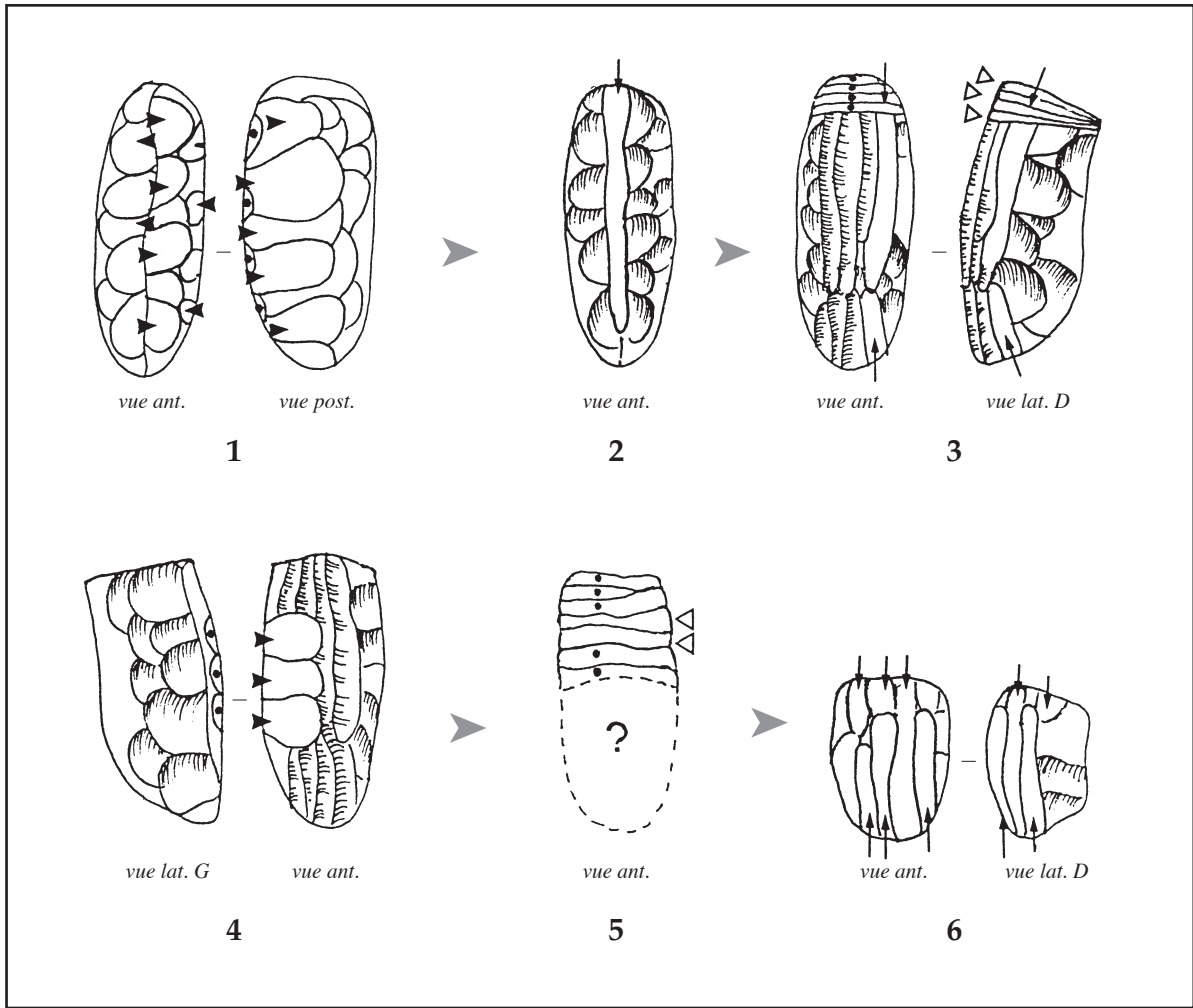 vue ant. vue post. vue ant. vue ant. vue lat. D
1 2 3
?
vue lat. G vue ant. vue ant. vue ant. vue lat. D
4 5 6